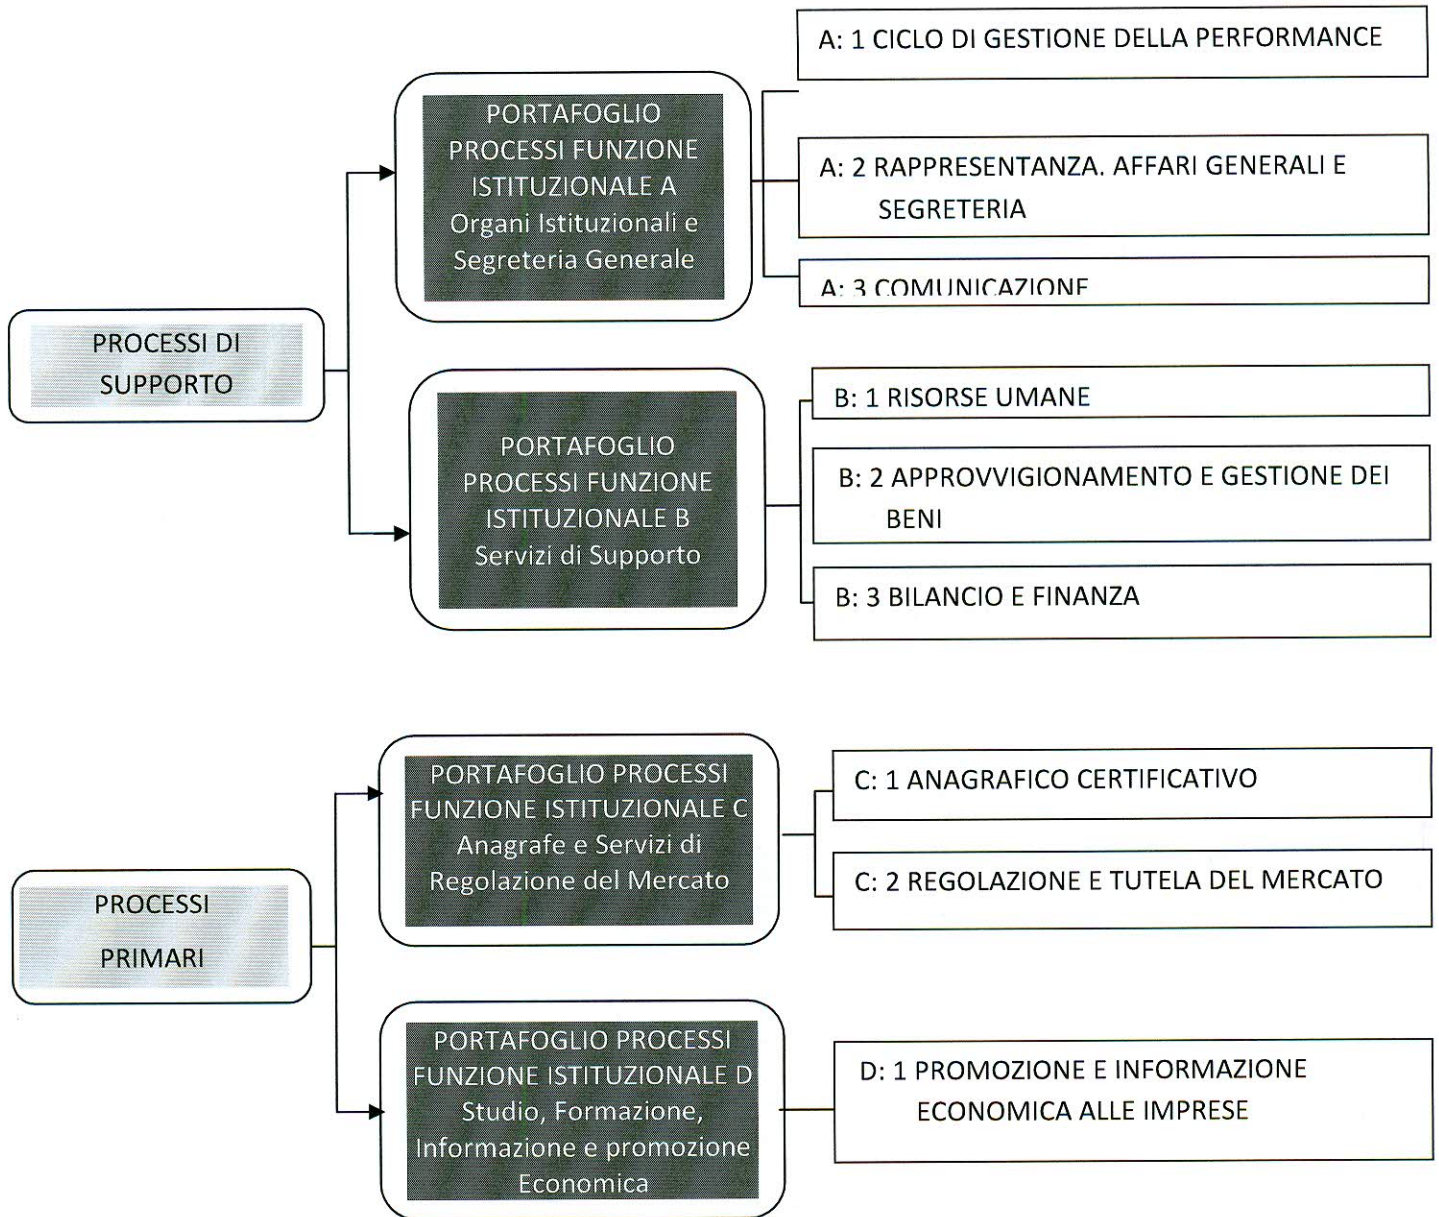 A: 1 CICLO DI GESTIONE DELLA PERFORMANCE
PORTAFOGLIO
PROCESSI FUNZIONE
ISTITUZIONALE A
Organi Istituzionali e
Segreteria Generale
A: 2 RAPPRESENTANZA. AFFARI GENERALI E
SEGRETERIA
A: 3 COMUNICAZIONE
PROCESSI DI
SUPPORTO
PORTAFOGLIO
PROCESSI FUNZIONE
ISTITUZIONALE B
Servizi di Supporto
B: 1 RISORSE UMANE
B: 2 APPROVVIGIONAMENTO E GESTIONE DEI
BENI
B: 3 BILANCIO E FINANZA
PORTAFOGLIO PROCESSI
FUNZIONE ISTITUZIONALE C
Anagrafe e Servizi di
Regolazione del Mercato
C: 1 ANAGRAFICO CERTIFICATIVO
C: 2 REGOLAZIONE E TUTELA DEL MERCATO
PROCESSI
PRIMARI
PORTAFOGLIO PROCESSI
FUNZIONE ISTITUZIONALE D
Studio, Formazione,
Informazione e promozione
Economica
D: 1 PROMOZIONE E INFORMAZIONE
ECONOMICA ALLE IMPRESE